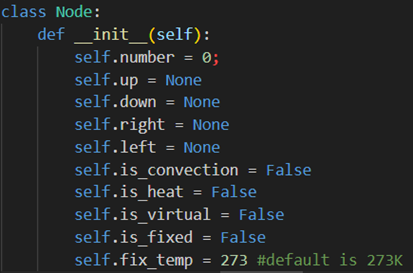 class Node:
    def __init__(self):
        self.number = 0;
        self.up = None
        self.down = None
        self.right = None
        self.left = None
        self.is_convection = False
        self.is_heat = False
        self.is_virtual = False
        self.is_fixed = False
        self.fix_temp = 273 #default is 273K